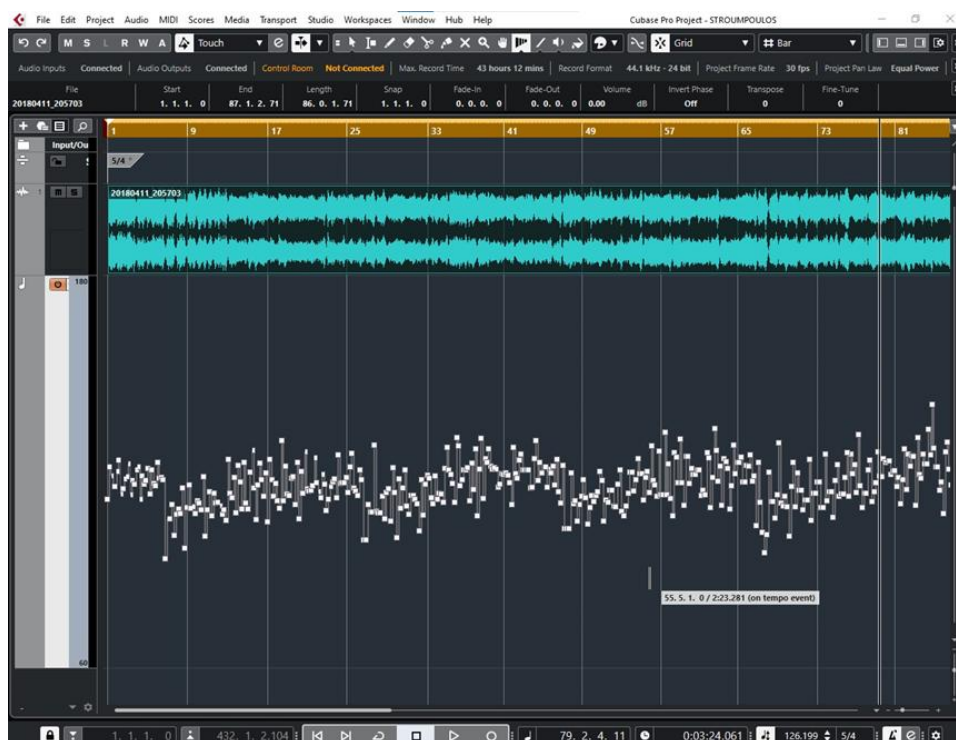 File Edit Project Audio MIDI Scores Media Transport Studio Workspaces Window Hub Help Cubase Pro Project - STROUMPOULOS
M S L R W A Touch Grid Bar
Audio Inputs Connected Audio Outputs Connected Control Room Not Connected Max. Record Time 43 hours 12 mins Record Format 44.1 kHz - 24 bit Project Frame Rate 30 fps Project Pan Law Equal Power
File Start End Length Snap Fade-In Fade-Out Volume Invert Phase Transpose Fine-Tune
20180411_205703 1. 1. 1. 0 87. 1. 2. 71 86. 0. 1. 71 1. 1. 1. 0 0. 0. 0. 0 0. 0. 0. 0 0.00 dB Off 0 0
1 9 17 25 33 41 49 57 65 73 81
Input/Ou
5/4
1 m s 20180411_205703
180
55. 5. 1. 0 / 2:23.281 (on tempo event)
60
1. 1. 1. 0 432. 1. 2.104 79. 2. 4. 11 0:03:24.061 126.199 5/4